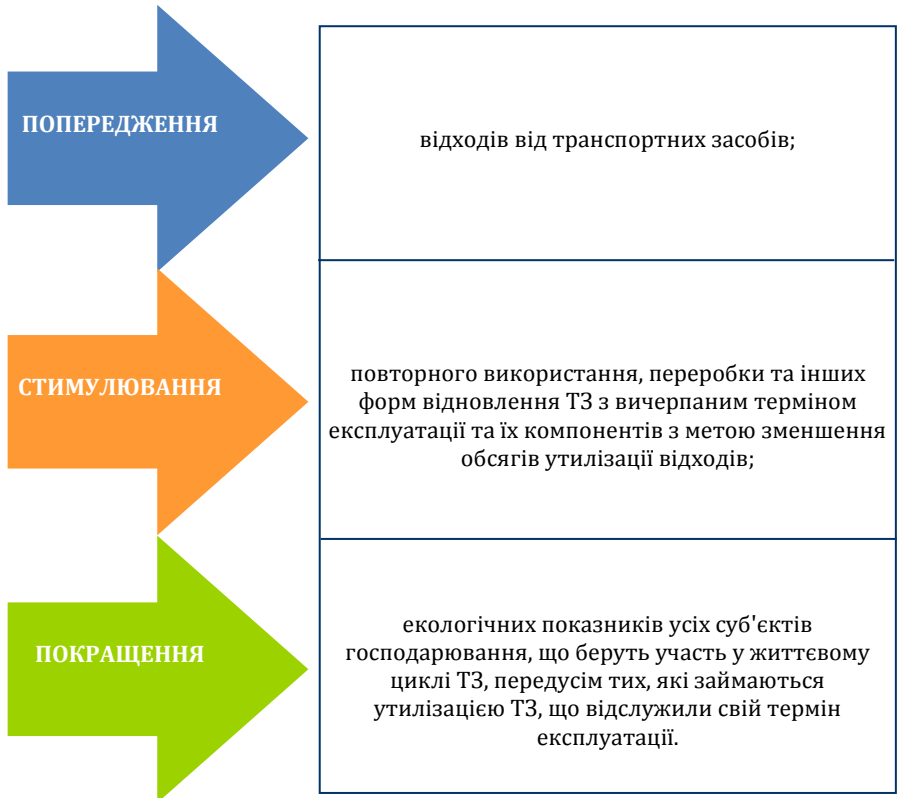 ПОПЕРЕДЖЕННЯ
відходів від транспортних засобів;
СТИМУЛЮВАННЯ
повторного використання, переробки та інших
форм відновлення ТЗ з вичерпаним терміном
експлуатації та їх компонентів з метою зменшення
обсягів утилізації відходів;
ПОКРАЩЕННЯ
екологічних показників усіх суб'єктів
господарювання, що беруть участь у життєвому
циклі ТЗ, передусім тих, які займаються
утилізацією ТЗ, що відслужили свій термін
експлуатації.